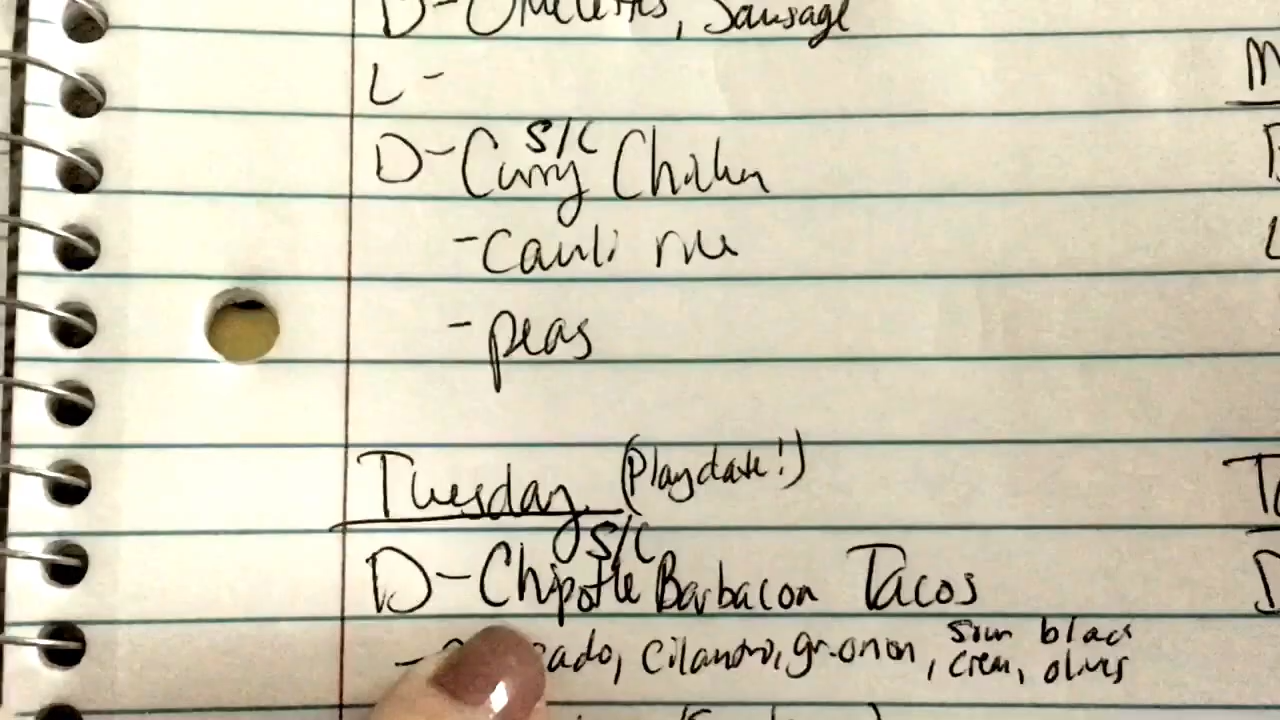 D- Omelettes, Sausage
L -
S/C
D- Curry Chicken
- cauli rice
- peas
Tuesday (Playdate!)
S/C
D- Chipotle Barbacoa Tacos
- cado, cilantro, gr. onion, sour cream, black olives